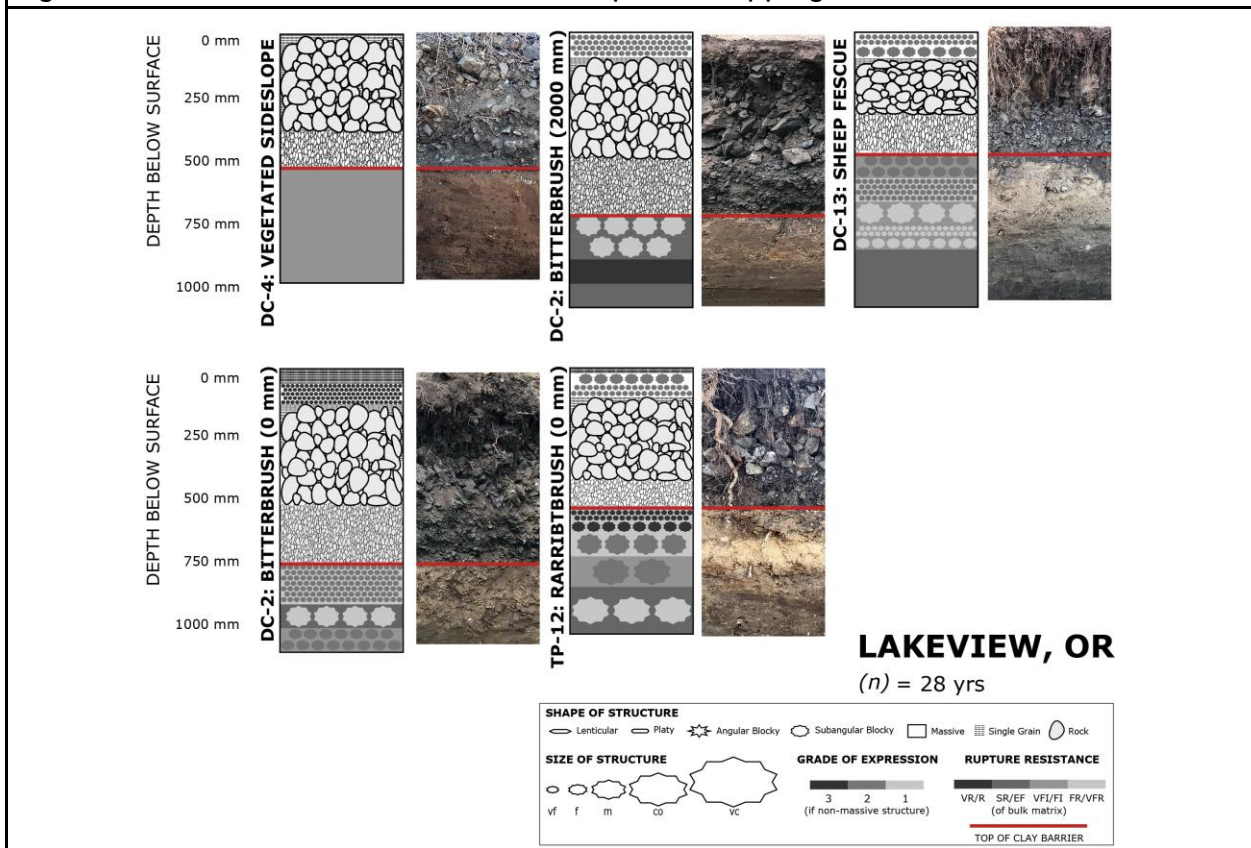 0 mm
250 mm
500 mm
750 mm
1000 mm
DEPTH BELOW SURFACE
DC-4: VEGETATED SIDESLOPE
DC-2: BITTERBRUSH (2000 mm)
DC-13: SHEEP FESCUE
0 mm
250 mm
500 mm
750 mm
1000 mm
DEPTH BELOW SURFACE
DC-2: BITTERBRUSH (0 mm)
TP-12: RARRIBTBRUSH (0 mm)
LAKEVIEW, OR
(n) = 28 yrs
SHAPE OF STRUCTURE
Lenticular Platy Angular Blocky Subangular Blocky Massive Single Grain Rock
SIZE OF STRUCTURE GRADE OF EXPRESSION RUPTURE RESISTANCE
vf f m co vc
3 2 1 VR/R SR/EF VFI/FI FR/VFR
(if non-massive structure) (of bulk matrix)
TOP OF CLAY BARRIER